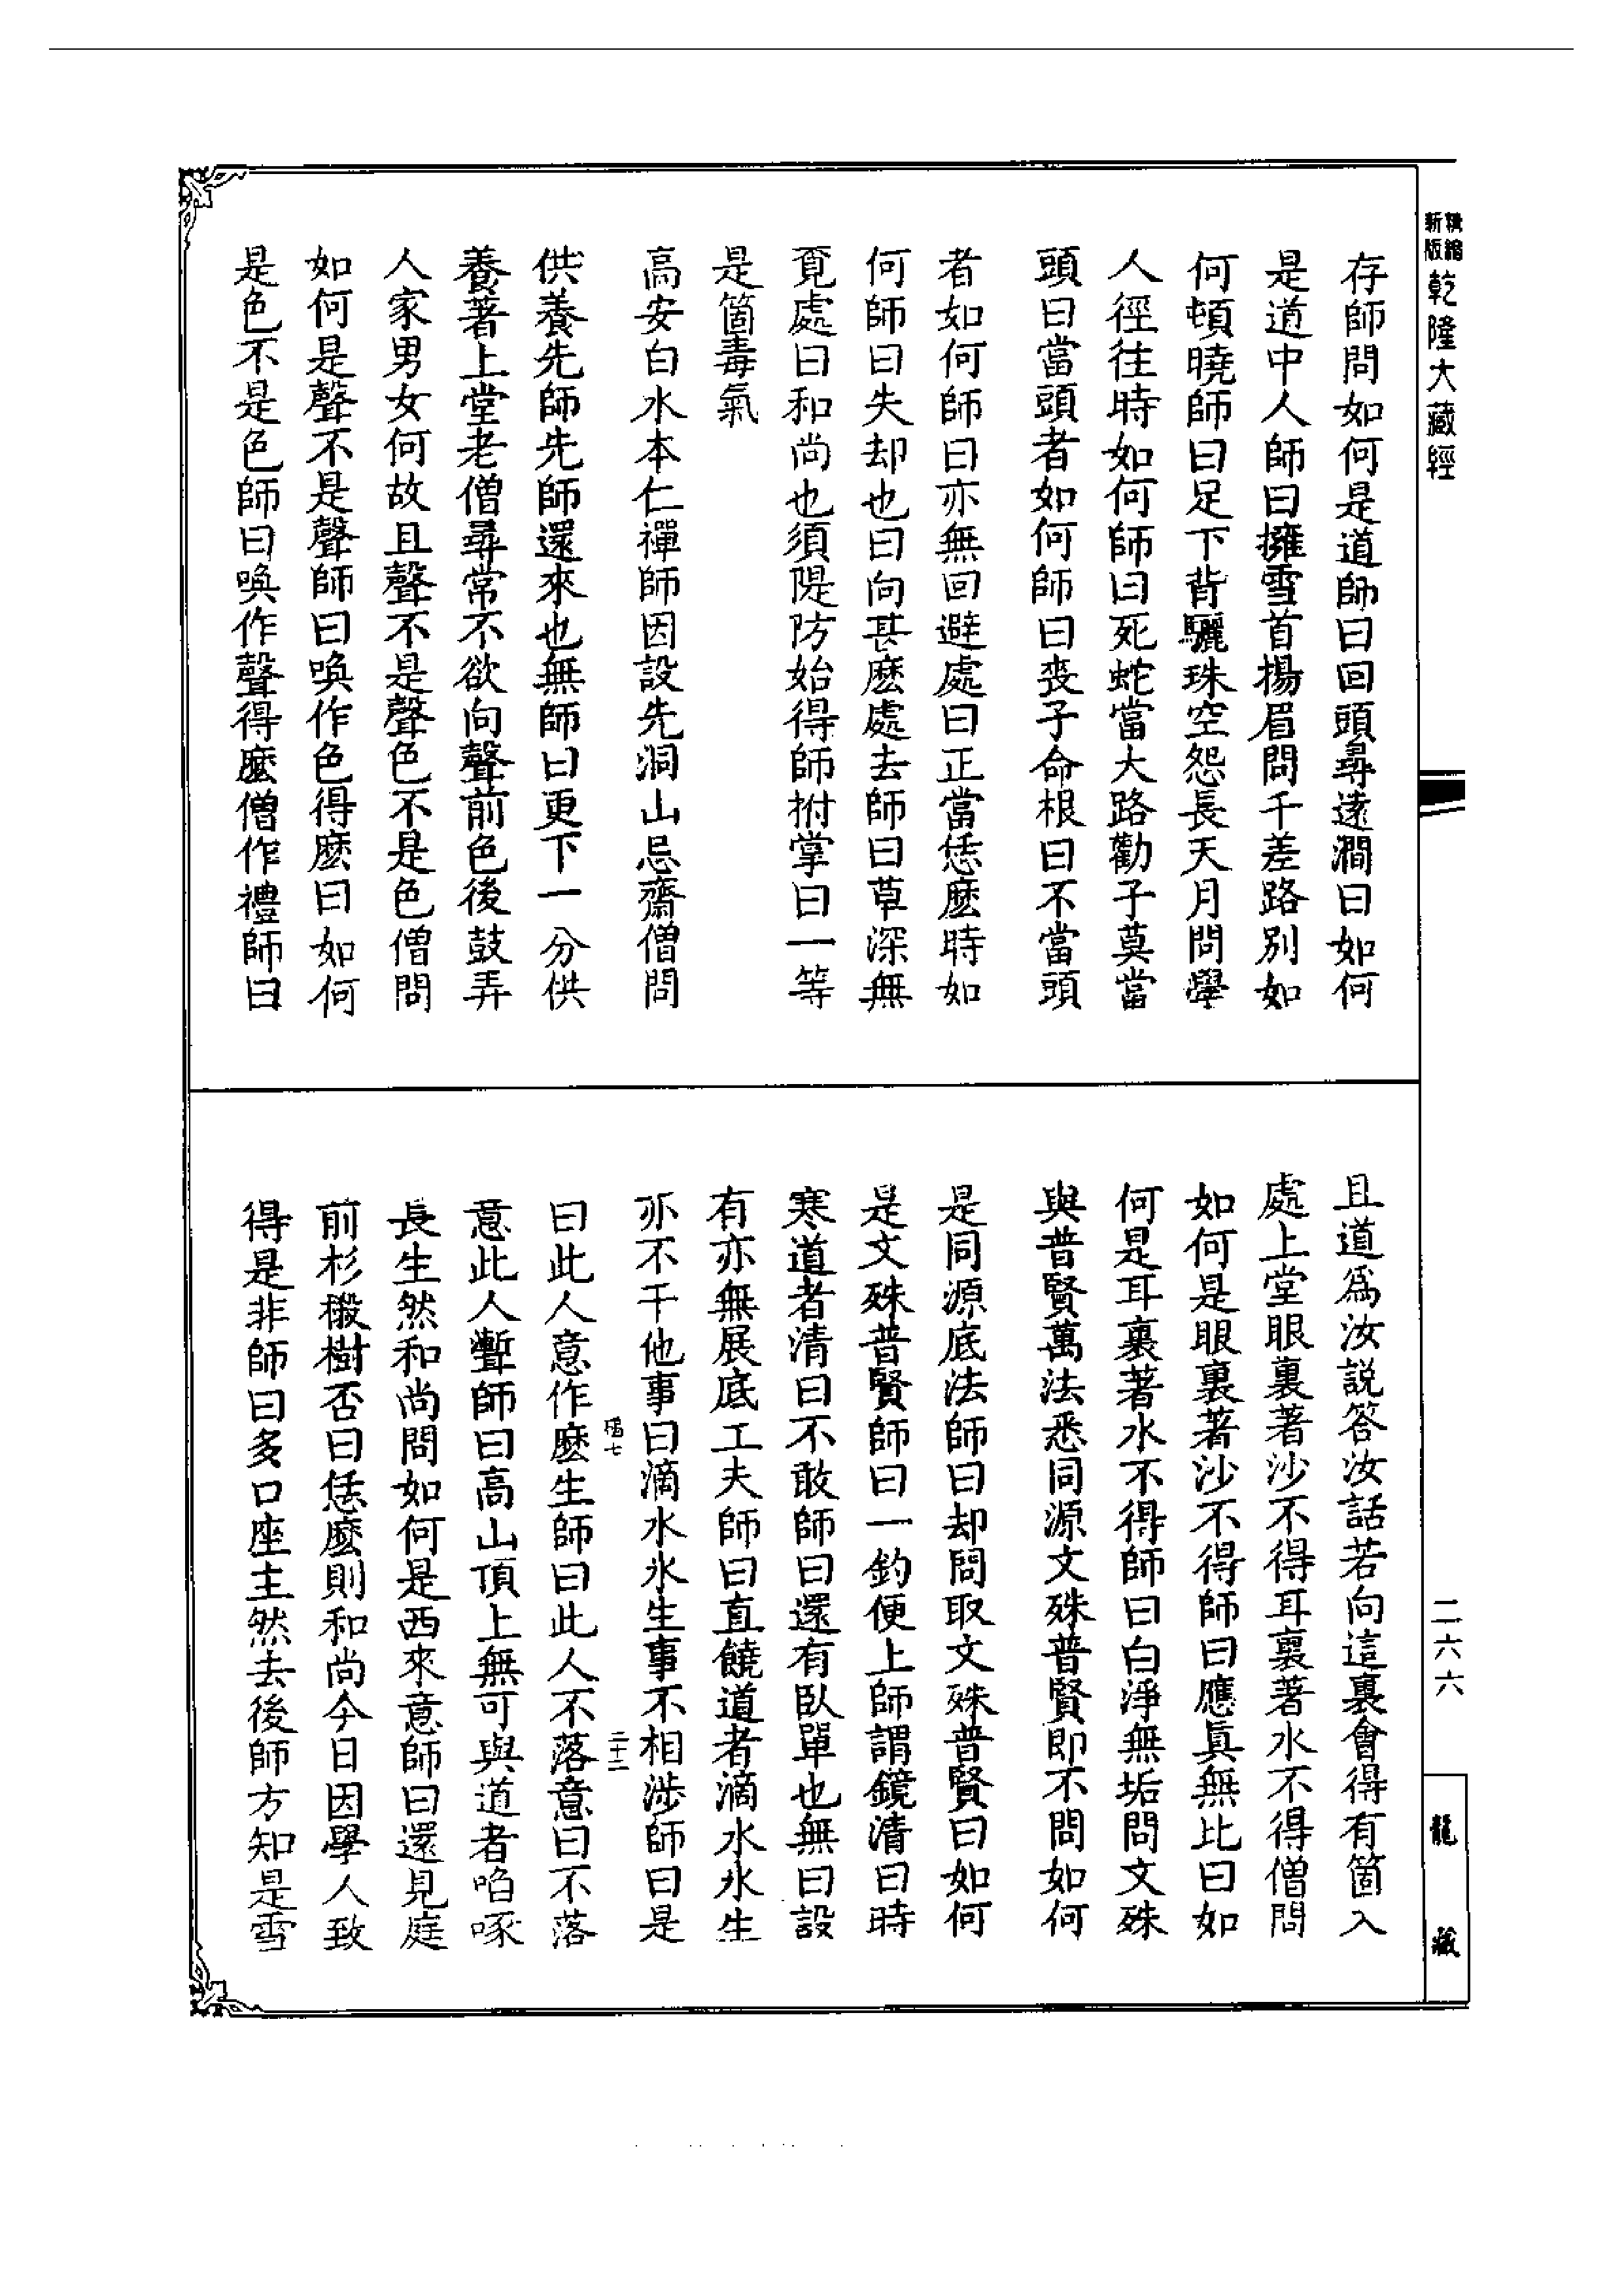 精縮新版乾隆大藏經
存師問如何是道師曰回頭尋遠澗曰如何
是道中人師曰擁雪首揚眉問千差路別如
何頓曉師曰足下背驪珠空怨長天月問學
人徑往時如何師曰死蛇當大路勸子莫當
頭曰當頭者如何師曰喪子命根曰不當頭
者如何師曰亦無回避處曰正當恁麽時如
何師曰失却也曰向甚麽處去師曰草深無
覓處曰和尚也須隄防始得師拊掌曰一等
是箇毒氣
高安白水本仁禪師因設先洞山忌齋僧問
供養先師先師還來也無師曰更下一分供
養著上堂老僧尋常不欲向聲前色後鼓弄
人家男女何故且聲不是聲色不是色僧問
如何是聲不是聲師曰喚作色得麽曰如何
是色不是色師曰喚作聲得麽僧作禮師曰
且道爲汝説答汝話若向這裏會得有箇入
處上堂眼裏著沙不得耳裏著水不得僧問
如何是眼裏著沙不得師曰應眞無比曰如
何是耳裏著水不得師曰白淨無垢問文殊
與普賢萬法悉同源文殊普賢即不問如何
是同源底法師曰却問取文殊普賢曰如何
是文殊普賢師曰一釣便上師謂鏡清曰時
寒道者清曰不敢師曰還有臥單也無曰設
有亦無展底工夫師曰直饒道者滴水氷生
亦不干他事曰滴水氷生事不相涉師曰是
曰此人意作麽生師曰此人不落意曰不落
意此人聻師曰高山頂上無可與道者啗啄
長生然和尚問如何是西來意師曰還見庭
前杉榝樹否曰恁麽則和尚今日因學人致
得是非師曰多口座主然去後師方知是雪
二六六
龍藏